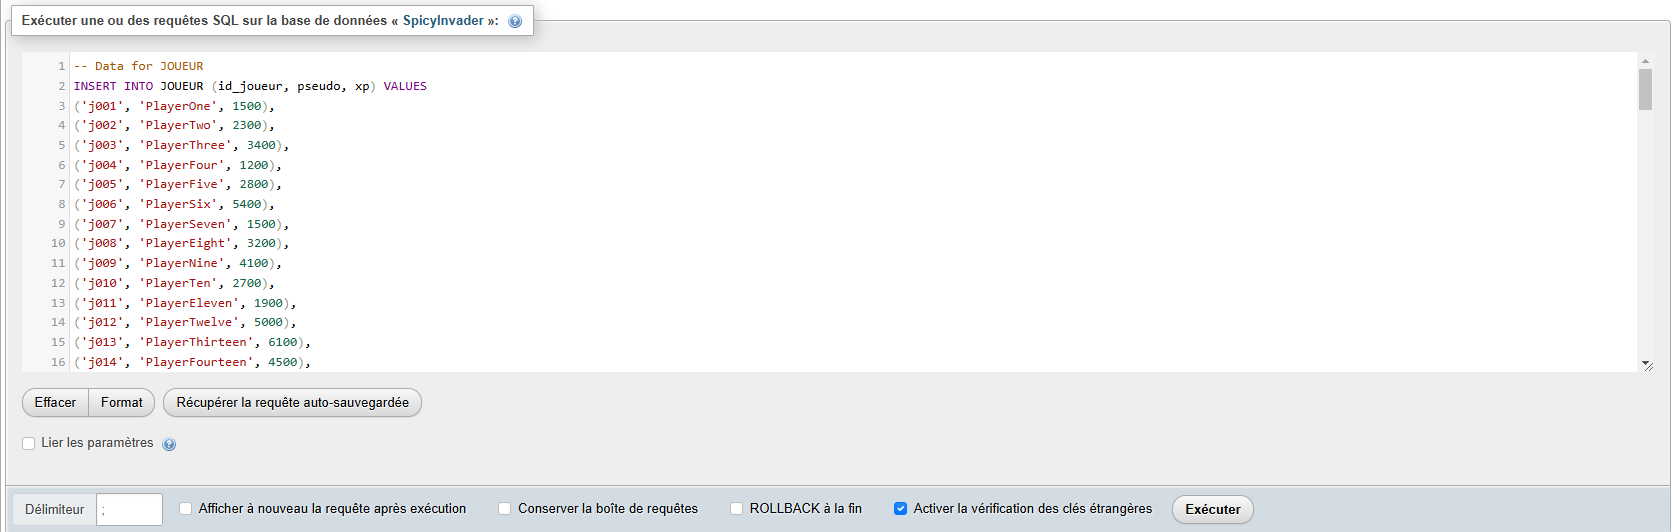 Exécuter une ou des requêtes SQL sur la base de données « SpicyInvader »:
1 -- Data for JOUEUR
2 INSERT INTO JOUEUR (id_joueur, pseudo, xp) VALUES
3 ('j001', 'PlayerOne', 1500),
4 ('j002', 'PlayerTwo', 2300),
5 ('j003', 'PlayerThree', 3400),
6 ('j004', 'PlayerFour', 1200),
7 ('j005', 'PlayerFive', 2800),
8 ('j006', 'PlayerSix', 5400),
9 ('j007', 'PlayerSeven', 1500),
10 ('j008', 'PlayerEight', 3200),
11 ('j009', 'PlayerNine', 4100),
12 ('j010', 'PlayerTen', 2700),
13 ('j011', 'PlayerEleven', 1900),
14 ('j012', 'PlayerTwelve', 5000),
15 ('j013', 'PlayerThirteen', 6100),
16 ('j014', 'PlayerFourteen', 4500),
Effacer Format Récupérer la requête auto-sauvegardée
Lier les paramètres
Délimiteur ; Afficher à nouveau la requête après exécution Conserver la boîte de requêtes ROLLBACK à la fin Activer la vérification des clés étrangères Exécuter